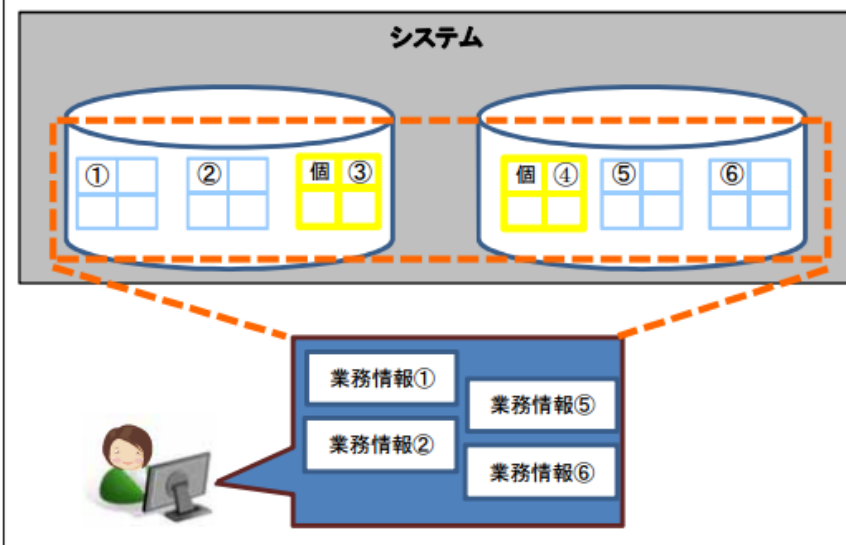 システム
① ② 個 ③
個 ④ ⑤ ⑥
業務情報①
業務情報②
業務情報⑤
業務情報⑥